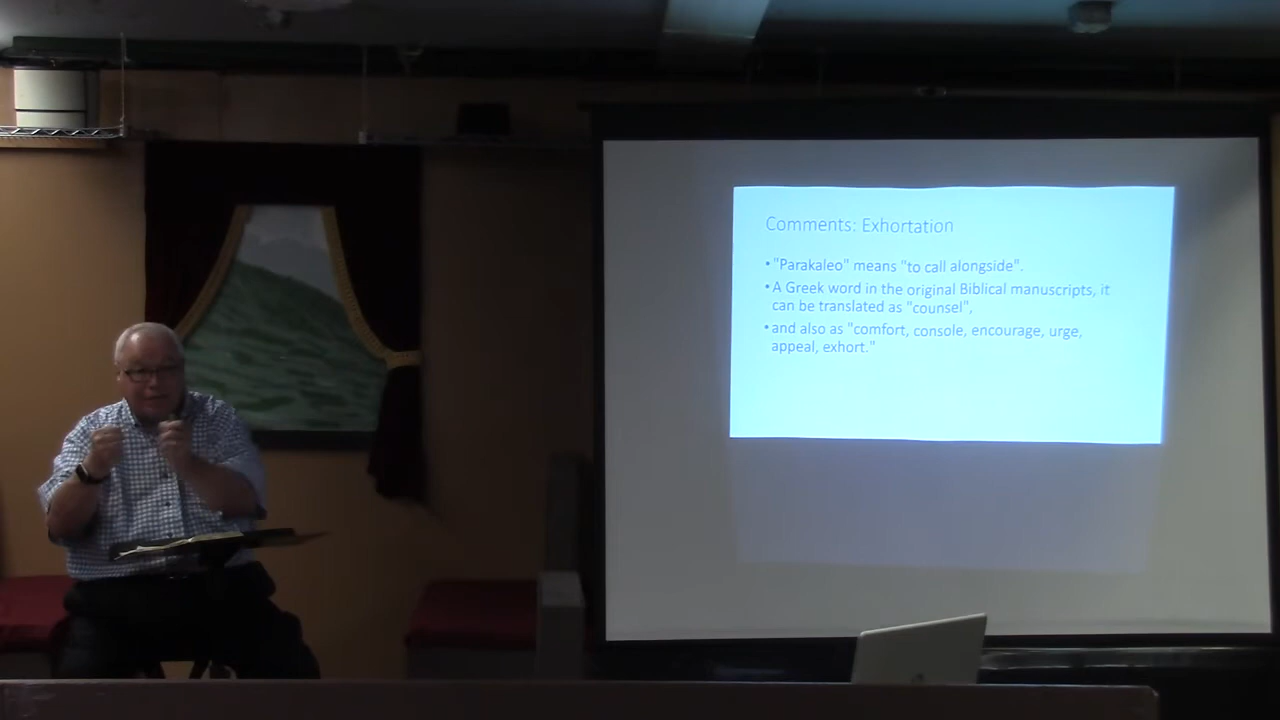 Comments: Exhortation
•"Parakaleo" means "to call alongside".
•A Greek word in the original Biblical manuscripts, it
can be translated as "counsel",
•and also as "comfort, console, encourage, urge,
appeal, exhort."